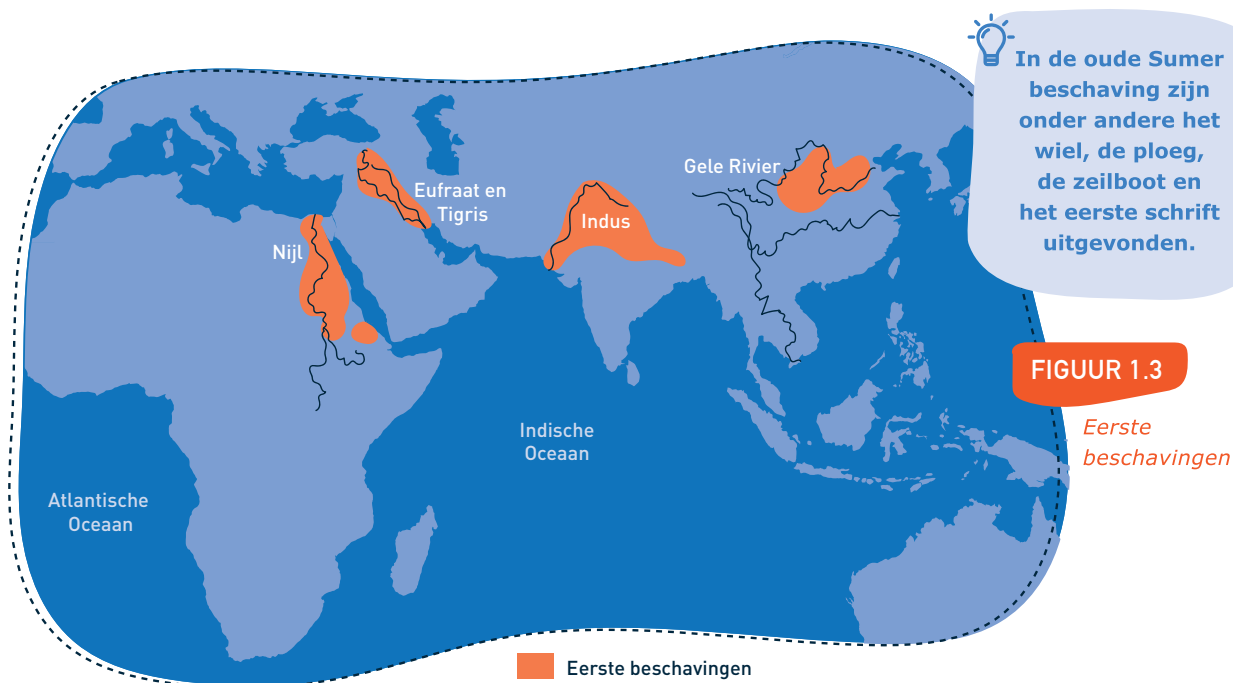 In de oude Sumer
beschaving zijn
onder andere het
wiel, de ploeg,
de zeilboot en
het eerste schrift
uitgevonden.
Gele Rivier
Eufraat en
Tigris
Indus
Nijl
FIGUUR 1.3
Eerste
beschavingen
Indische
Oceaan
Atlantische
Oceaan
Eerste beschavingen